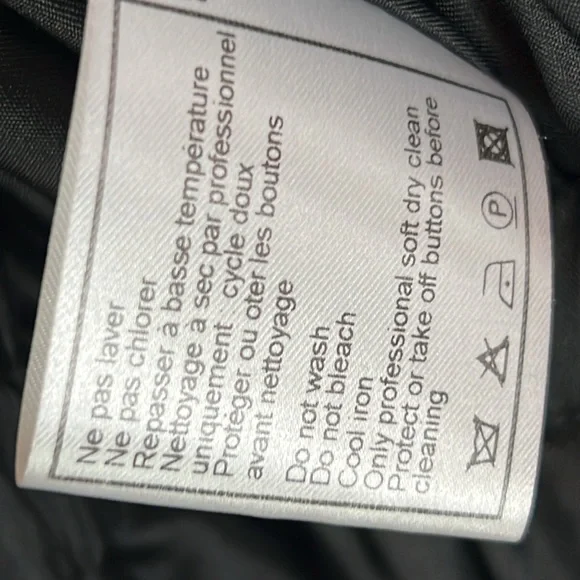 Ne pas laver
Ne pas chlorer
Repasser à basse température
Nettoyage à sec par professionnel
uniquement : cycle doux
Protéger ou oter les boutons
avant nettoyage
Do not wash
Do not bleach
Cool iron
Only professional soft dry clean
Protect or take off buttons before
cleaning
P